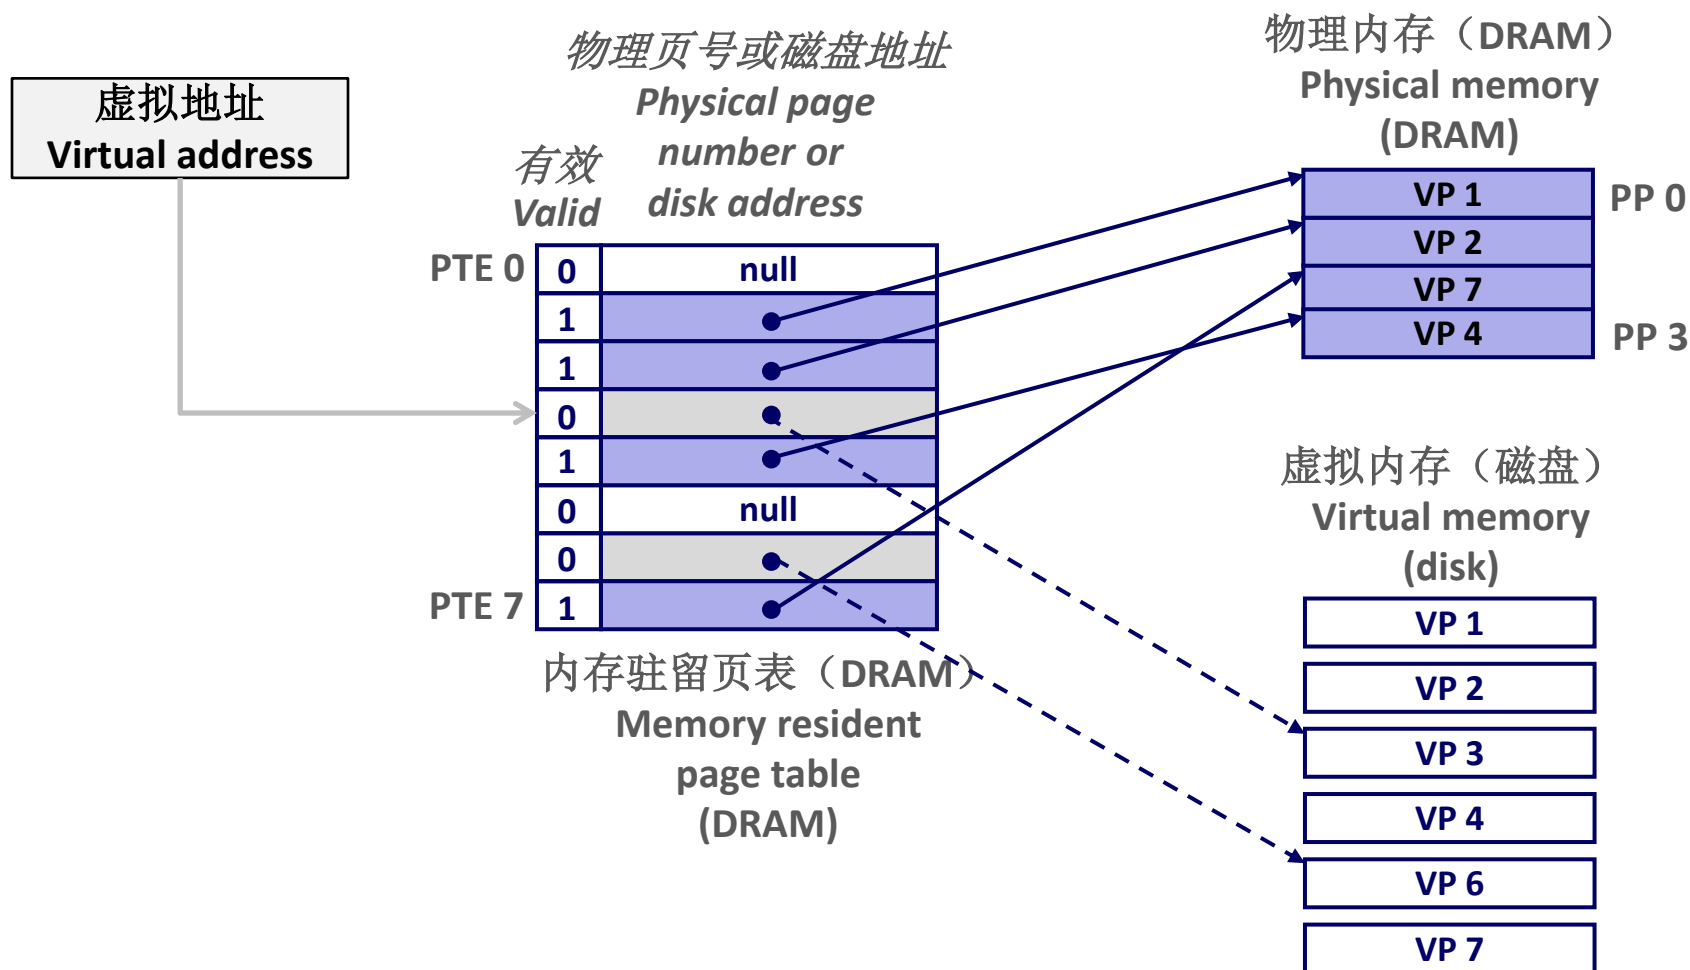 虚拟地址
Virtual address
物理页号或磁盘地址
Physical page
number or
disk address
有效
Valid
PTE 0
0
null
1
1
0
1
0
null
0
PTE 7
1
内存驻留页表（DRAM）
Memory resident
page table
(DRAM)
物理内存（DRAM）
Physical memory
(DRAM)
VP 1
PP 0
VP 2
VP 7
VP 4
PP 3
虚拟内存（磁盘）
Virtual memory
(disk)
VP 1
VP 2
VP 3
VP 4
VP 6
VP 7